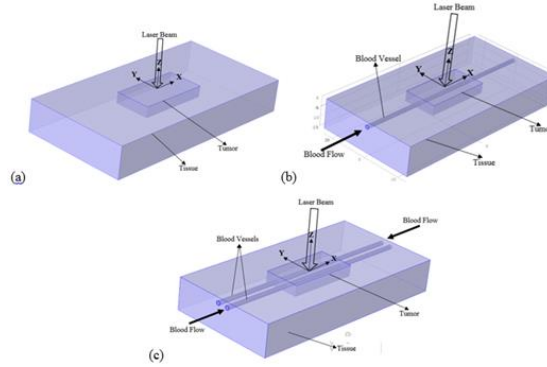 Laser Beam
Z
Y
X
Tumor
Tissue
(a)
Laser Beam
Blood Vessel
Z
Y
X
Tumor
Blood Flow
Tissue
(b)
Laser Beam
Blood Flow
Blood Vessels
Z
Y
X
Tumor
Blood Flow
Tissue
(c)